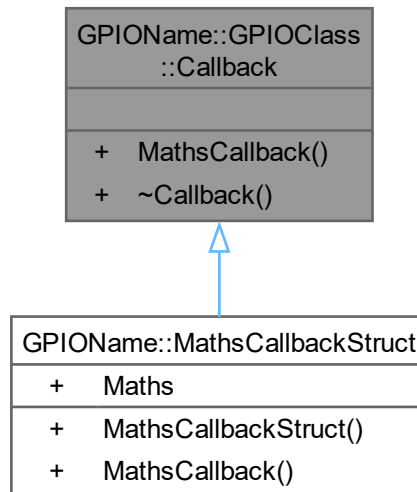 GPIOName::GPIOClass
::Callback
+ MathsCallback()
+ ~Callback()
GPIOName::MathsCallbackStruct
+ Maths
+ MathsCallbackStruct()
+ MathsCallback()